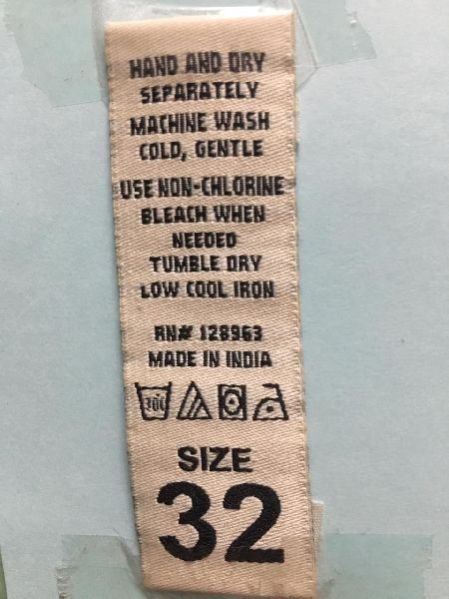 HAND AND DRY
SEPARATELY
MACHINE WASH
COLD, GENTLE
USE NON-CHLORINE
BLEACH WHEN
NEEDED
TUMBLE DRY
LOW COOL IRON
RN# 128963
MADE IN INDIA
30C
SIZE
32